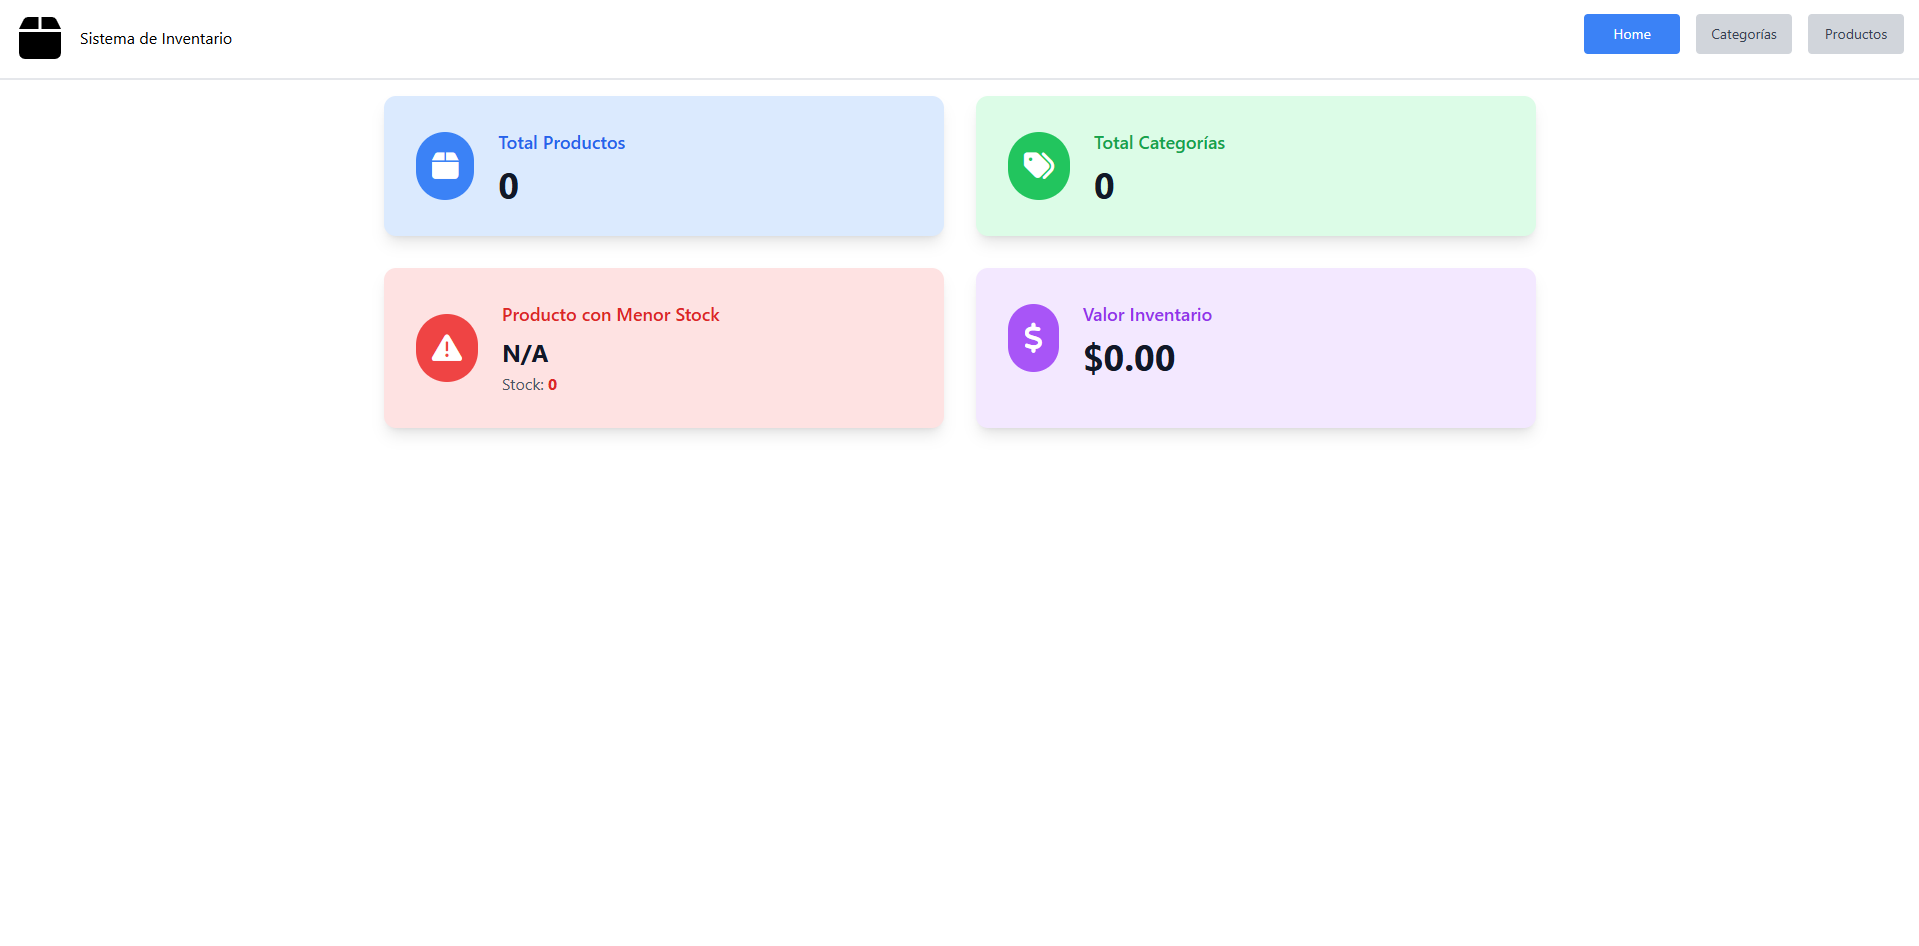 Sistema de Inventario
Home
Categorías
Productos
Total Productos
0
Total Categorías
0
Producto con Menor Stock
N/A
Stock: 0
Valor Inventario
$0.00